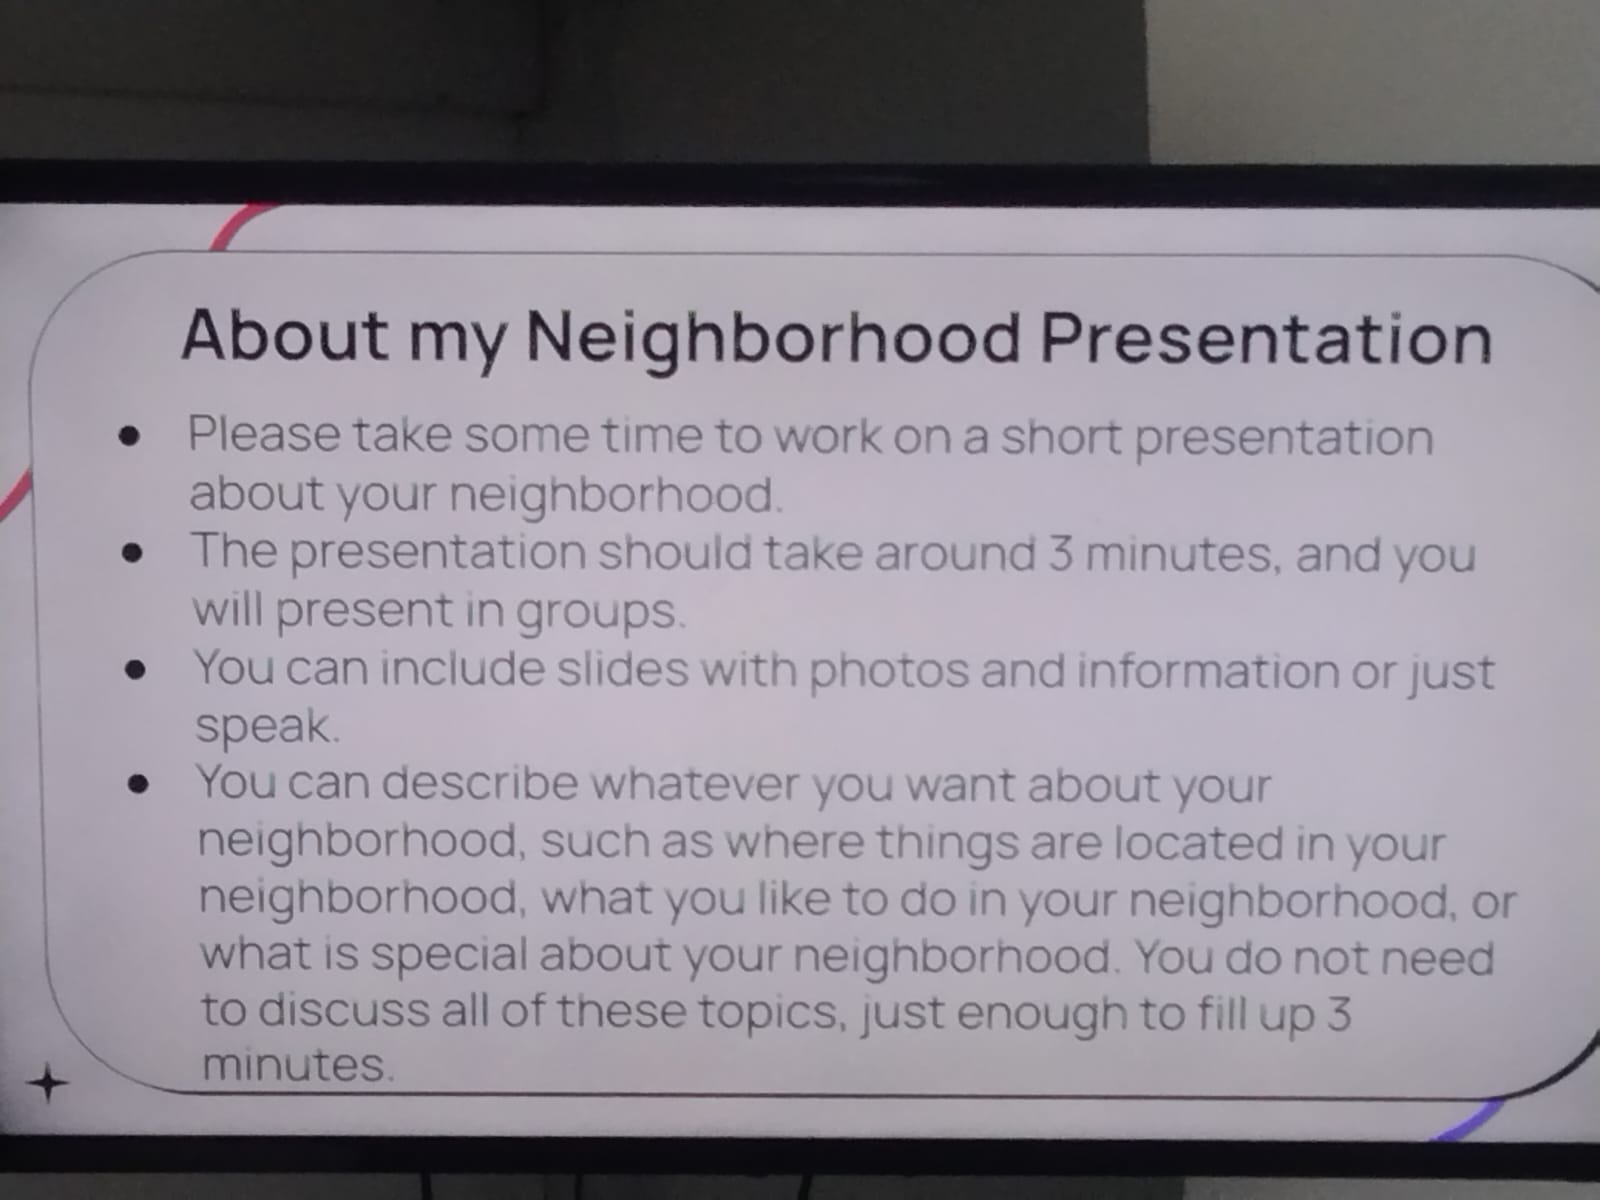 About my Neighborhood Presentation
● Please take some time to work on a short presentation
about your neighborhood.
● The presentation should take around 3 minutes, and you
will present in groups.
● You can include slides with photos and information or just
speak.
● You can describe whatever you want about your
neighborhood, such as where things are located in your
neighborhood, what you like to do in your neighborhood, or
what is special about your neighborhood. You do not need
to discuss all of these topics, just enough to fill up 3
minutes.